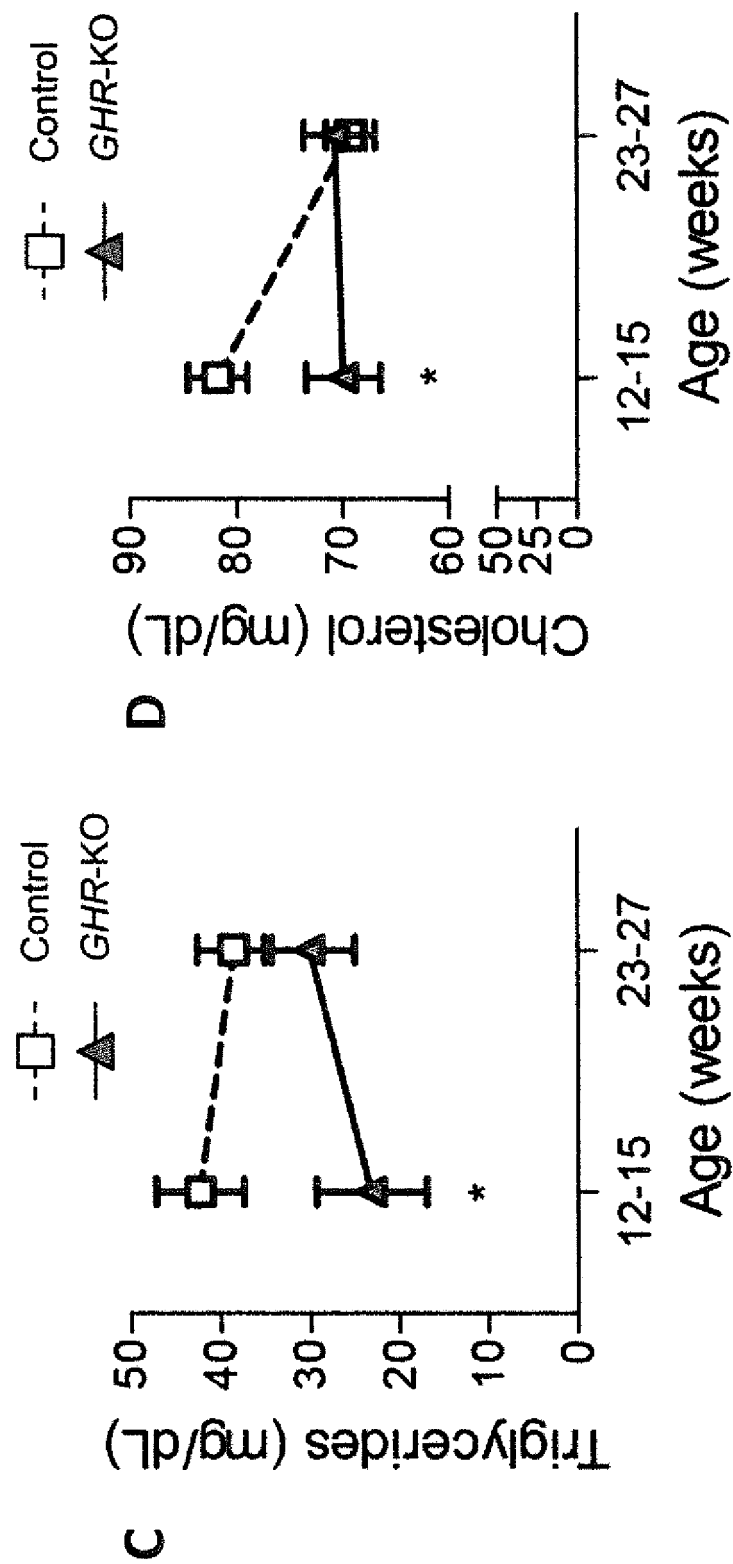 C
Control
GHR-KO
Triglycerides (mg/dL)
50
40
30
20
10
0
*
12-15
23-27
Age (weeks)
D
Control
GHR-KO
Cholesterol (mg/dL)
90
80
70
60
50
25
0
*
12-15
23-27
Age (weeks)